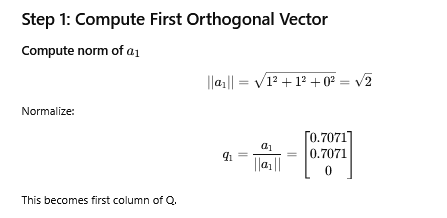 Step 1: Compute First Orthogonal Vector
Compute norm of a₁
||a₁|| = √(1² + 1² + 0²) = √2
Normalize:
q₁ = a₁ / ||a₁|| = [0.7071
0.7071
0]
This becomes first column of Q.